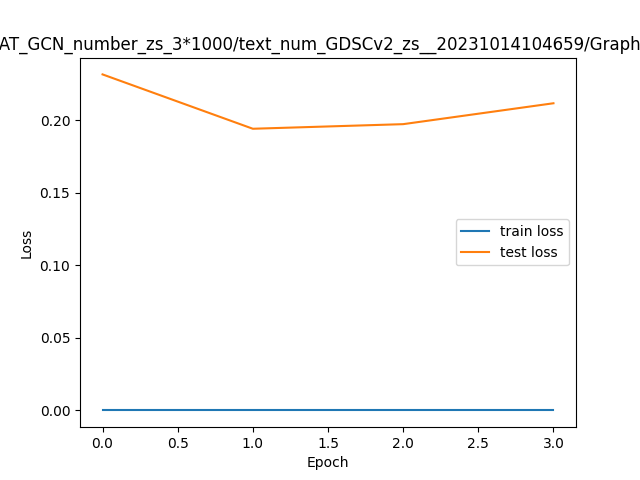 AT_GCN_number_zs_3*1000/text_num_GDSCv2_zs__20231014104659/Graph
0.20
0.15
0.10
0.05
0.00
Loss
train loss
test loss
0.0 0.5 1.0 1.5 2.0 2.5 3.0
Epoch